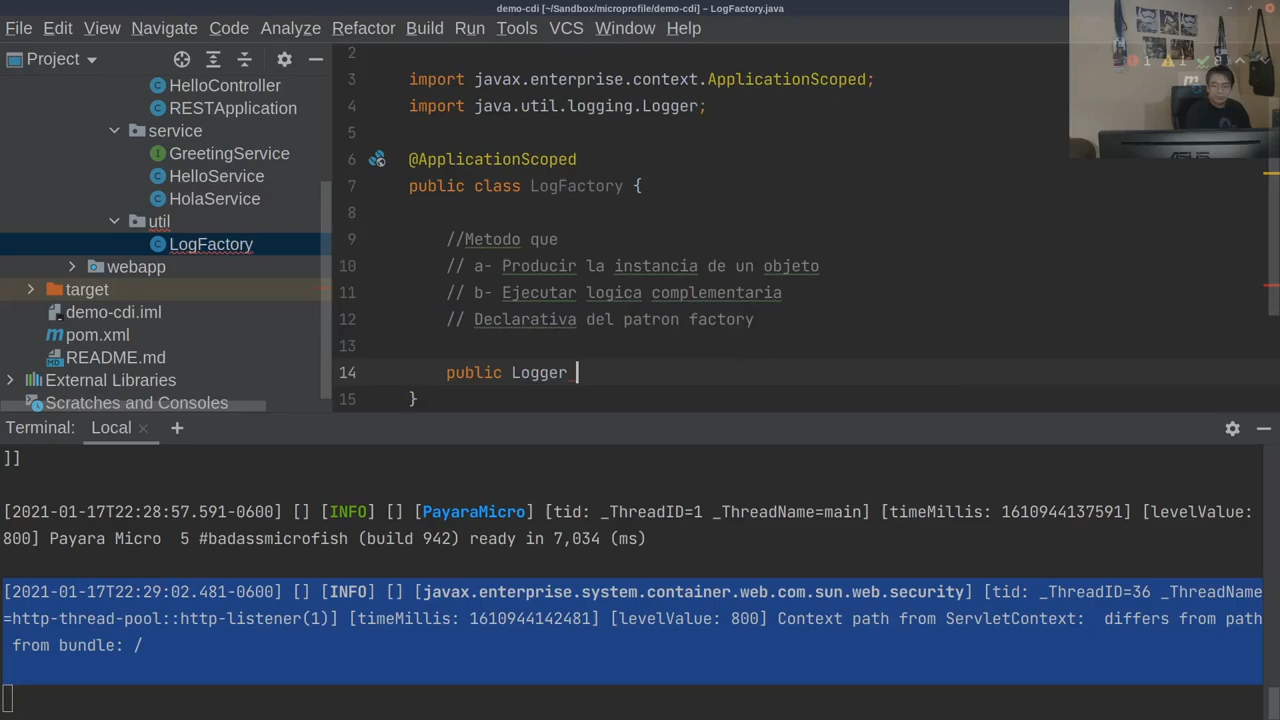 demo-cdi [~/Sandbox/microprofile/demo-cdi] – LogFactory.java
File Edit View Navigate Code Analyze Refactor Build Run Tools VCS Window Help
Project
HelloController
RESTApplication
service
GreetingService
HelloService
HolaService
util
LogFactory
webapp
target
demo-cdi.iml
pom.xml
README.md
External Libraries
Scratches and Consoles
2
3 import javax.enterprise.context.ApplicationScoped;
4 import java.util.logging.Logger;
5
6 @ApplicationScoped
7 public class LogFactory {
8
9 //Metodo que
10 // a- Producir la instancia de un objeto
11 // b- Ejecutar logica complementaria
12 // Declarativa del patron factory
13
14 public Logger
15 }
Terminal: Local
]]
[2021-01-17T22:28:57.591-0600] [] [INFO] [] [PayaraMicro] [tid: _ThreadID=1 _ThreadName=main] [timeMillis: 1610944137591] [levelValue:
800] Payara Micro  5 #badassmicrofish (build 942) ready in 7,034 (ms)
[2021-01-17T22:29:02.481-0600] [] [INFO] [] [javax.enterprise.system.container.web.com.sun.web.security] [tid: _ThreadID=36 _ThreadName
=http-thread-pool::http-listener(1)] [timeMillis: 1610944142481] [levelValue: 800] Context path from ServletContext:  differs from path
from bundle: /